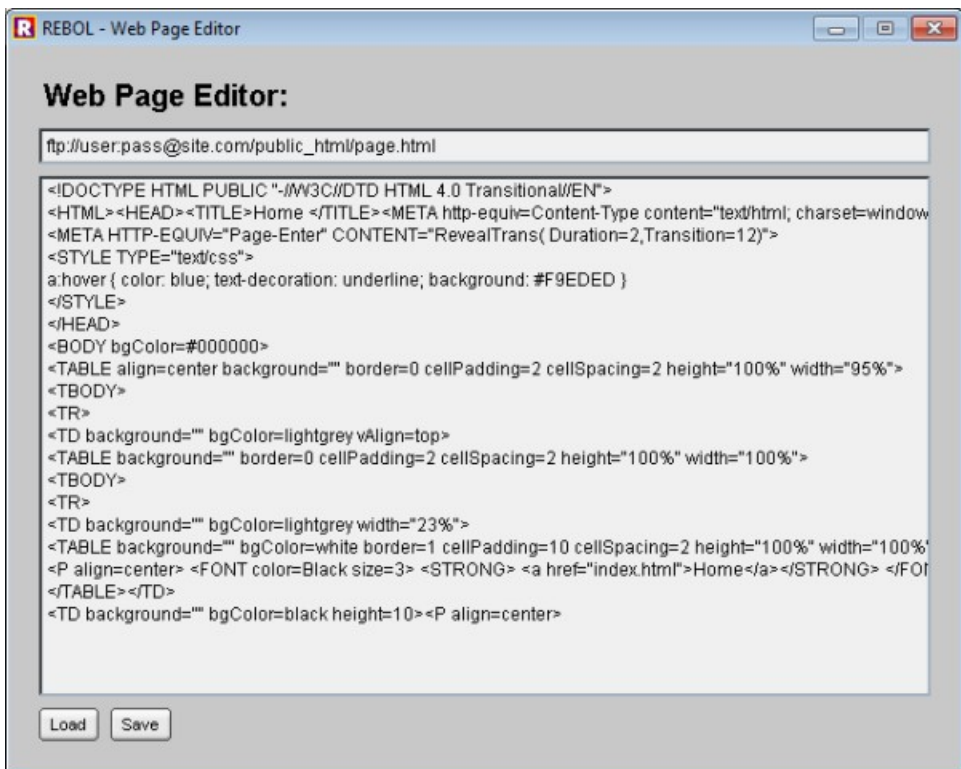 R REBOL - Web Page Editor
Web Page Editor:
ftp://user:pass@site.com/public_html/page.html
<!DOCTYPE HTML PUBLIC "-//W3C//DTD HTML 4.0 Transitional//EN">
<HTML><HEAD><TITLE>Home </TITLE><META http-equiv=Content-Type content="text/html; charset=window
<META HTTP-EQUIV="Page-Enter" CONTENT="RevealTrans( Duration=2,Transition=12)">
<STYLE TYPE="text/css">
a:hover { color: blue; text-decoration: underline; background: #F9EDED }
</STYLE>
</HEAD>
<BODY bgColor=#000000>
<TABLE align=center background="" border=0 cellPadding=2 cellSpacing=2 height="100%" width="95%">
<TBODY>
<TR>
<TD background="" bgColor=lightgrey vAlign=top>
<TABLE background="" border=0 cellPadding=2 cellSpacing=2 height="100%" width="100%">
<TBODY>
<TR>
<TD background="" bgColor=lightgrey width="23%">
<TABLE background="" bgColor=white border=1 cellPadding=10 cellSpacing=2 height="100%" width="100%"
<P align=center> <FONT color=Black size=3> <STRONG> <a href="index.html">Home</a></STRONG> </FON
</TABLE></TD>
<TD background="" bgColor=black height=10><P align=center>
Load Save